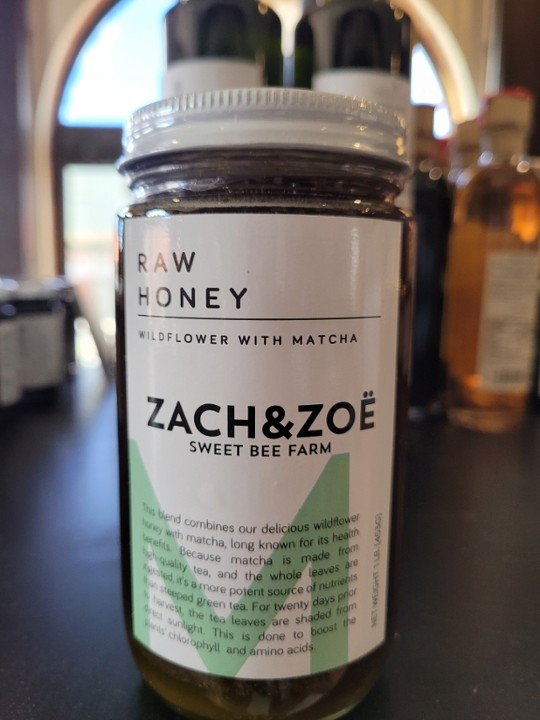 RAW
HONEY
WILDFLOWER WITH MATCHA
ZACH&ZOË
SWEET BEE FARM
This blend combines our delicious wildflower
honey with matcha, long known for its health
benefits. Because matcha is made from
high-quality tea, and the whole leaves are
ingested, it's a more potent source of nutrients
than steeped green tea. For twenty days prior
to harvest, the tea leaves are shaded from
direct sunlight. This is done to boost the
plants' chlorophyll and amino acids.
NET WEIGHT 1 LB. (453G)
M